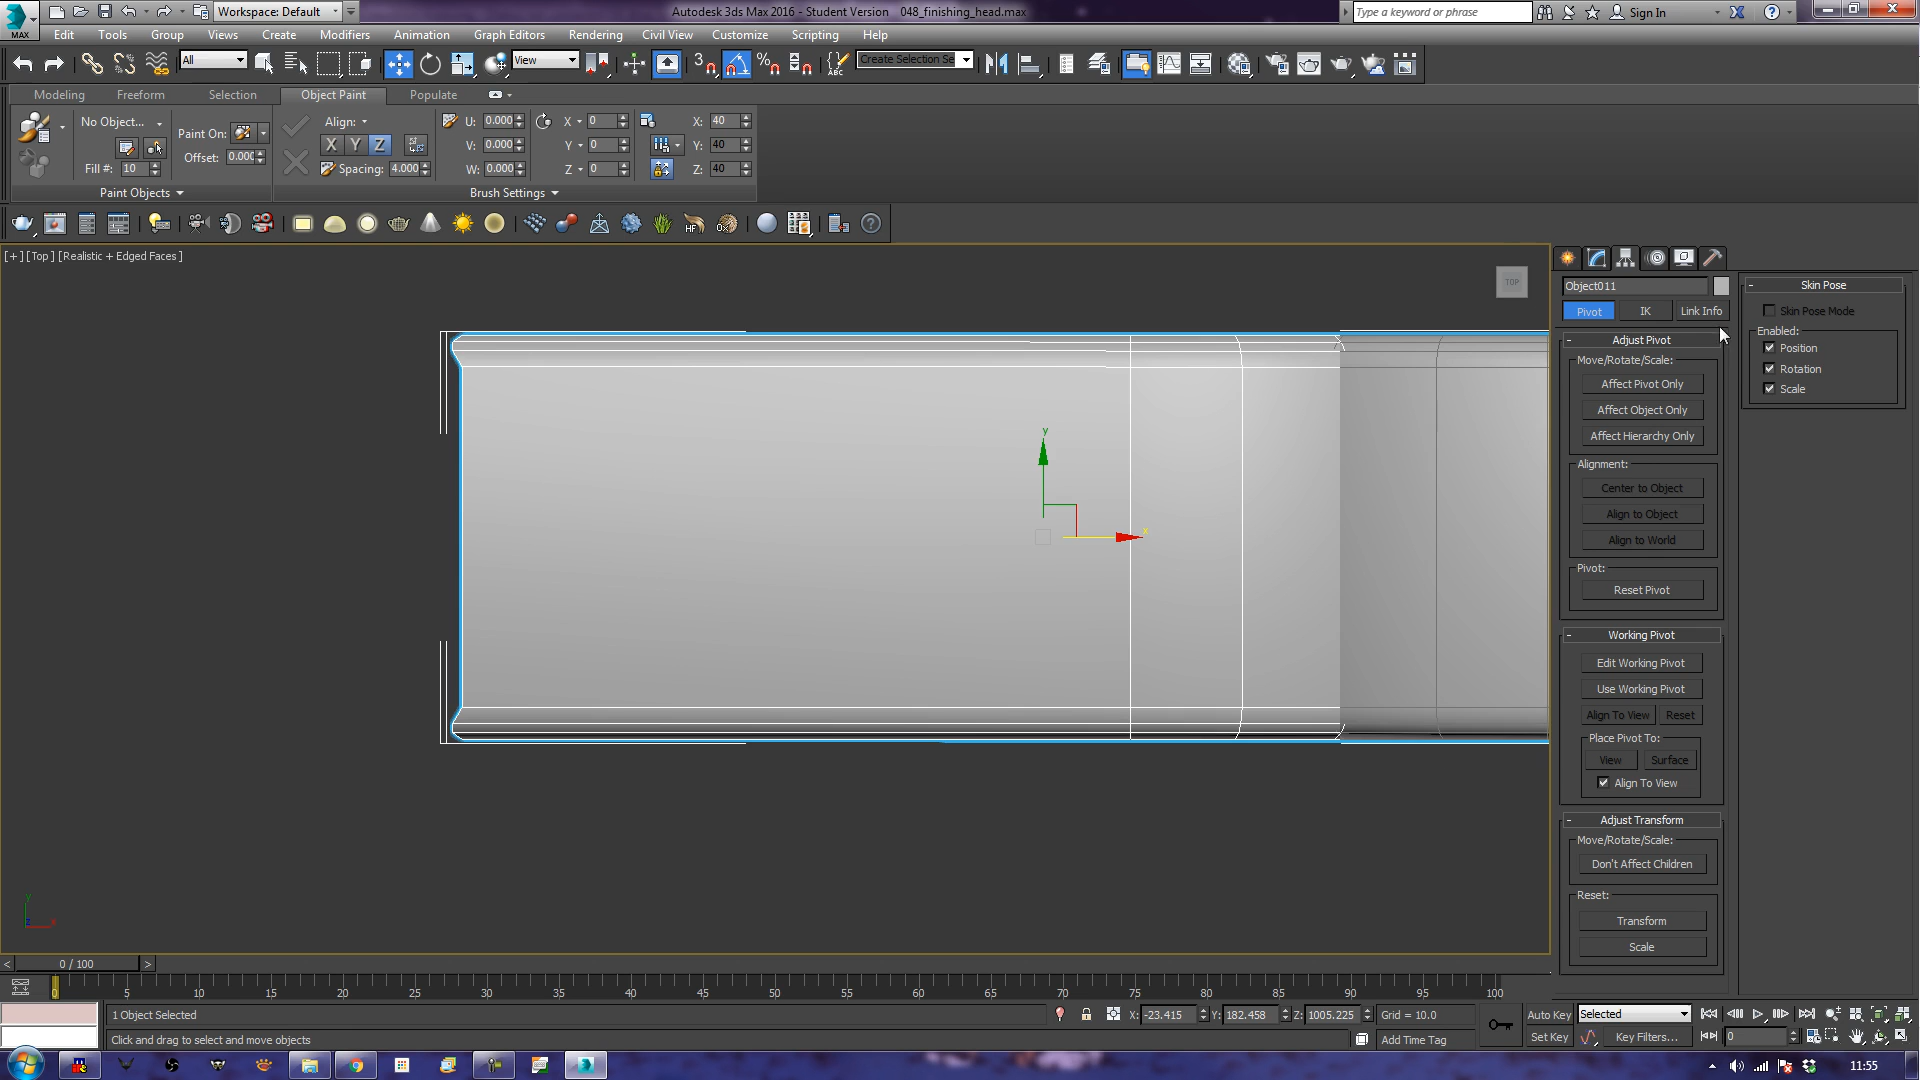 MAX
Workspace: Default
Autodesk 3ds Max 2016 - Student Version    048_finishing_head.max
Type a keyword or phrase
Sign In
Edit Tools Group Views Create Modifiers Animation Graph Editors Rendering Civil View Customize Scripting Help
All
View
3
ABC
Create Selection Se
Modeling Freeform Selection Object Paint Populate
No Object...
Paint On:
Align:
U: 0.000
X 0
X: 40
Offset: 0.000
X Y Z
V: 0.000
Y 0
Y: 40
Fill #: 10
Spacing: 4.000
W: 0.000
Z 0
Z: 40
Paint Objects
Brush Settings
HF
[+] [Top] [Realistic + Edged Faces]
TOP
y
x
Object011
Pivot IK Link Info
- Adjust Pivot
Move/Rotate/Scale:
Affect Pivot Only
Affect Object Only
Affect Hierarchy Only
Alignment:
Center to Object
Align to Object
Align to World
Pivot:
Reset Pivot
- Working Pivot
Edit Working Pivot
Use Working Pivot
Align To View Reset
Place Pivot To:
View Surface
Align To View
- Adjust Transform
Move/Rotate/Scale:
Don't Affect Children
Reset:
Transform
Scale
- Skin Pose
Skin Pose Mode
Enabled:
Position
Rotation
Scale
y
z
x
< 0 / 100 >
0 5 10 15 20 25 30 35 40 45 50 55 60 65 70 75 80 85 90 95 100
1 Object Selected
X: -23.415 Y: 182.458 Z: 1005.225 Grid = 10.0
Auto Key Selected
Click and drag to select and move objects
Add Time Tag
Set Key Key Filters... 0
11:55